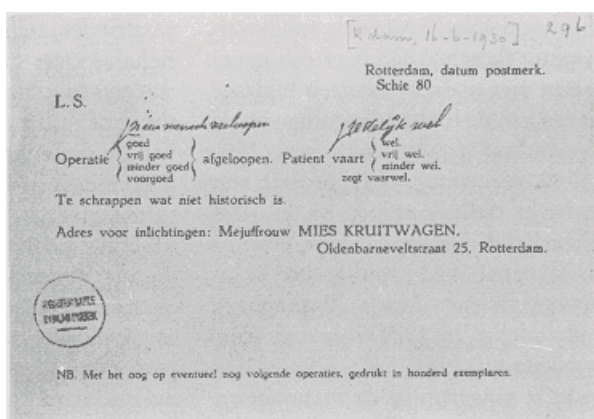 [R'dam, 16-6-1930] 296
Rotterdam, datum postmerk.
Schie 80
L.S.
redelijk wel
Operatie { goed } afgeloopen. Patient vaart { wel.
vrij goed vrij wel.
minder goed minder wel.
voorgoed zegt vaarwel.
Te schrappen wat niet historisch is.
Adres voor inlichtingen: Mejuffrouw MIES KRUITWAGEN,
Oldenbarneveltstraat 25, Rotterdam.
NB. Met het oog op eventueel nog volgende operaties, gedrukt in honderd exemplaren.